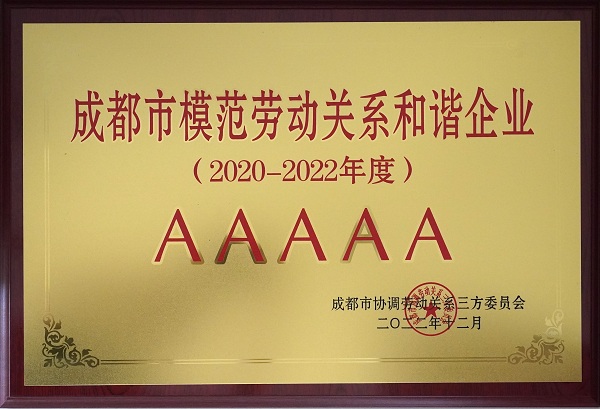 成都市模范劳动关系和谐企业
（2020-2022年度）
AAAAA
成都市协调劳动关系三方委员会
二〇二二年十二月